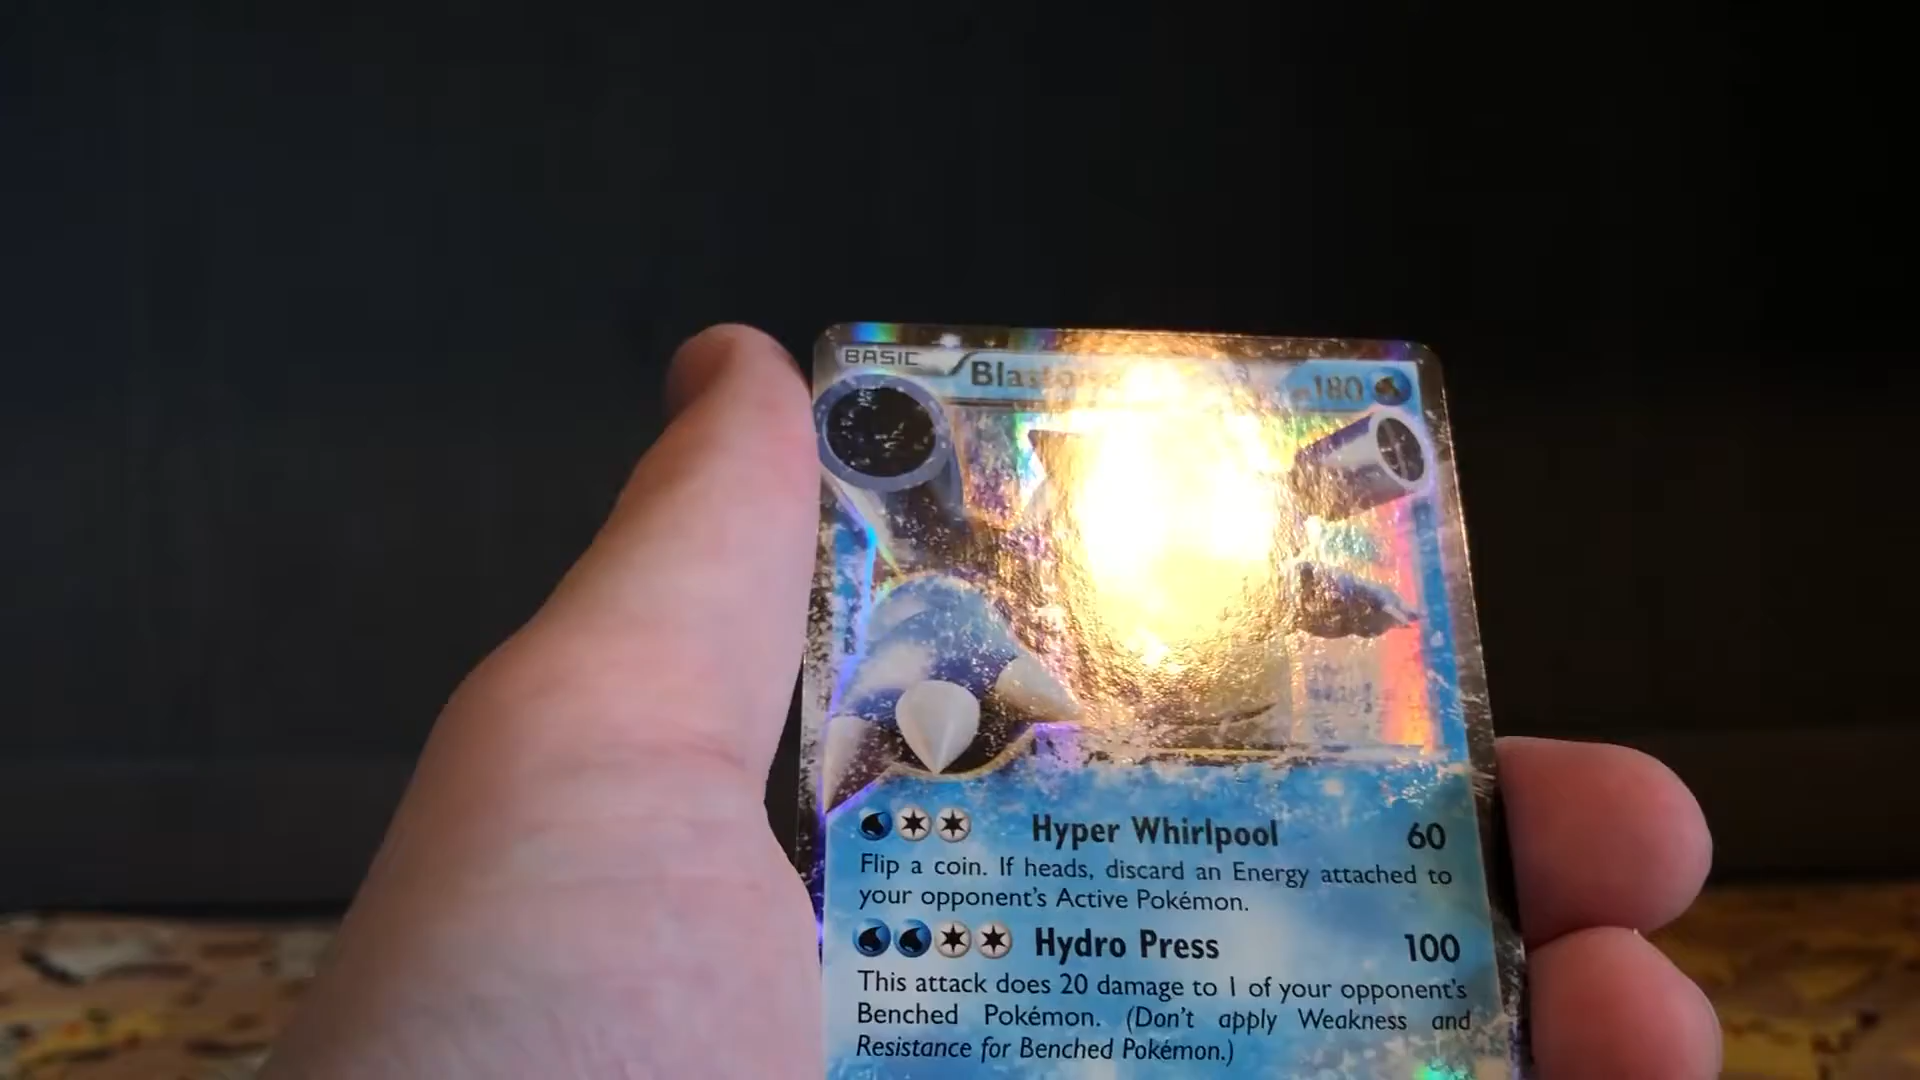 BASIC
Blastoise 180
Hyper Whirlpool 60
Flip a coin. If heads, discard an Energy attached to
your opponent's Active Pokémon.
Hydro Press 100
This attack does 20 damage to 1 of your opponent's
Benched Pokémon. (Don't apply Weakness and
Resistance for Benched Pokémon.)